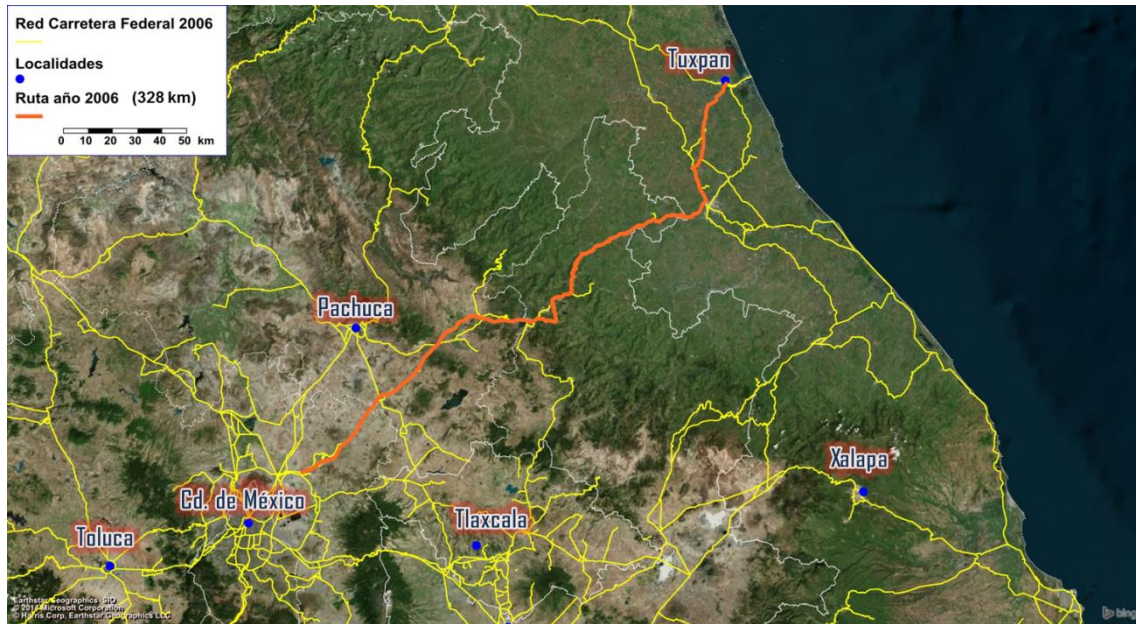 Red Carretera Federal 2006
Localidades
Ruta año 2006 (328 km)
0 10 20 30 40 50 km
Tuxpan
Pachuca
Xalapa
Cd. de México
Tlaxcala
Toluca
Earthstar Geographics SIO
© 2014 Microsoft Corporation
© Harris Corp, Earthstar Geographics LLC
bing